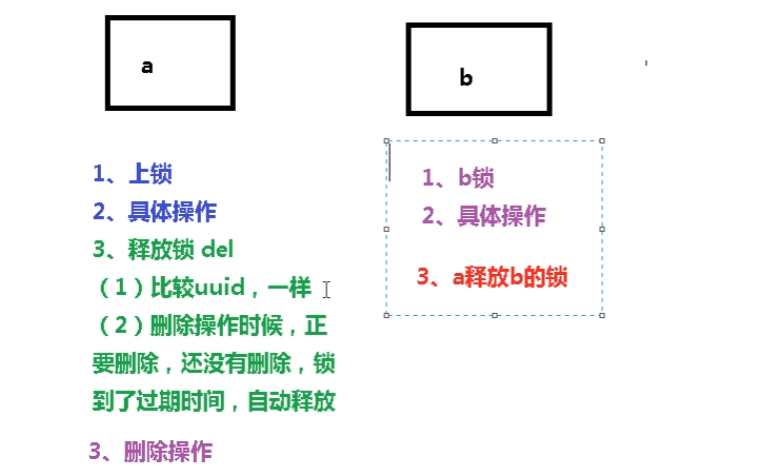 a
1、上锁
2、具体操作
3、释放锁 del
（1）比较uuid，一样
（2）删除操作时候，正
要删除，还没有删除，锁
到了过期时间，自动释放
3、删除操作
b
1、b锁
2、具体操作
3、a释放b的锁